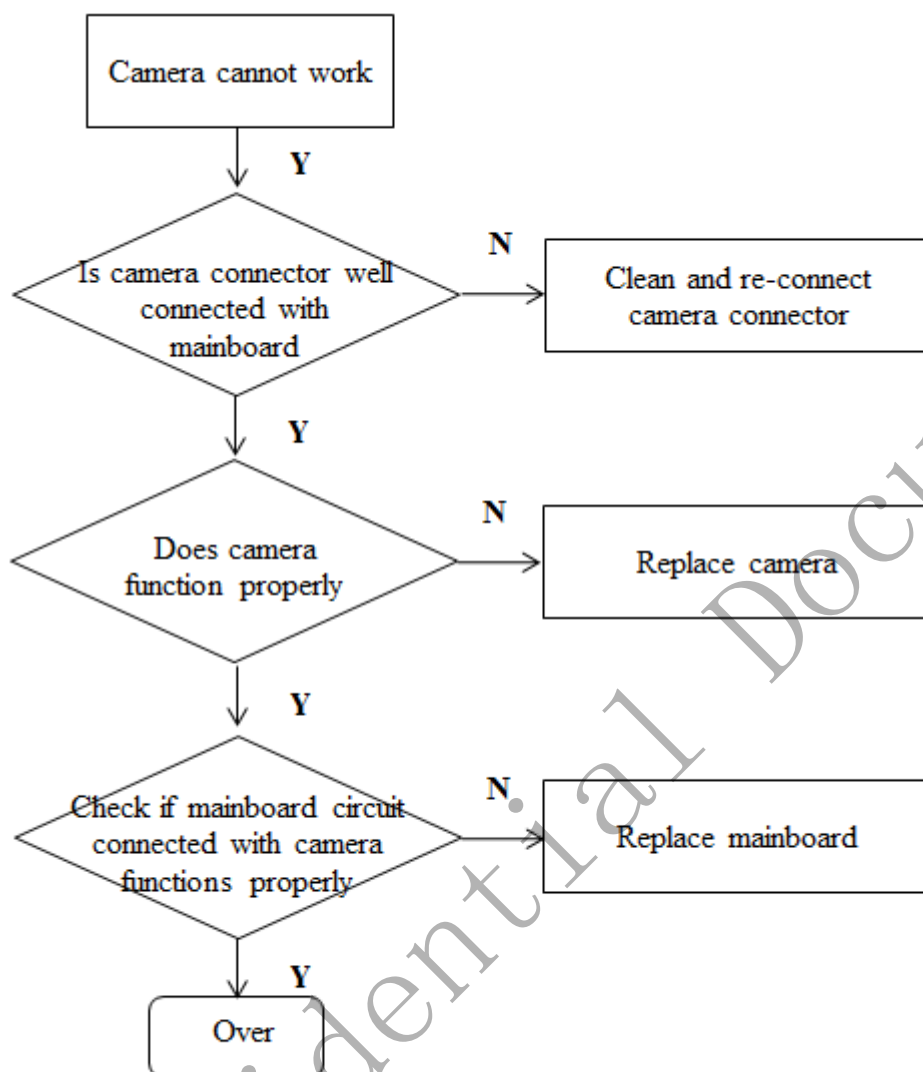 Camera cannot work
Y
Is camera connector well
connected with
mainboard
N
Clean and re-connect
camera connector
Y
Does camera
function properly
N
Replace camera
Y
Check if mainboard circuit
connected with camera
functions properly
N
Replace mainboard
Y
Over